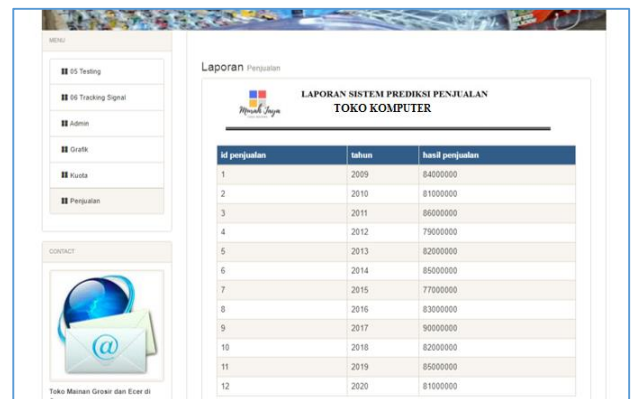 MENU
05 Testing
06 Tracking Signal
Admin
Grafik
Kuota
Penjualan
CONTACT
Toko Mainan Grosir dan Ecer di
Laporan Penjualan
Murah Jaya
LAPORAN SISTEM PREDIKSI PENJUALAN
TOKO KOMPUTER
id penjualan tahun hasil penjualan
1 2009 84000000
2 2010 81000000
3 2011 86000000
4 2012 79000000
5 2013 82000000
6 2014 85000000
7 2015 77000000
8 2016 83000000
9 2017 90000000
10 2018 82000000
11 2019 85000000
12 2020 81000000